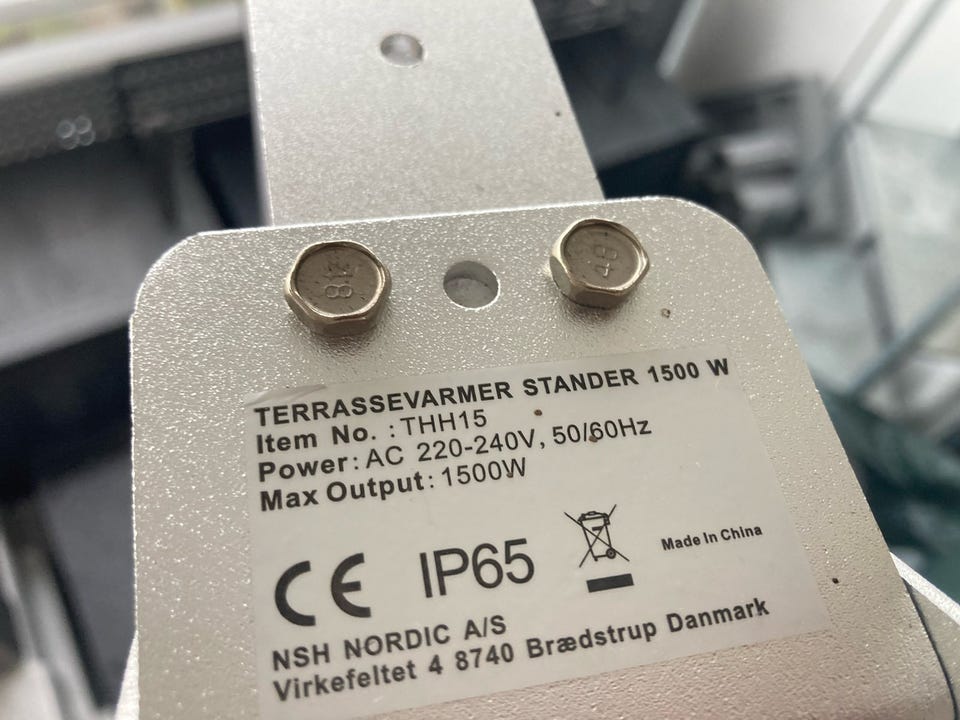 TERRASSEVARMER STANDER 1500 W
Item No. : THH15
Power: AC 220-240V, 50/60Hz
Max Output: 1500W
CE IP65
Made In China
NSH NORDIC A/S
Virkefeltet 4 8740 Brædstrup Danmark